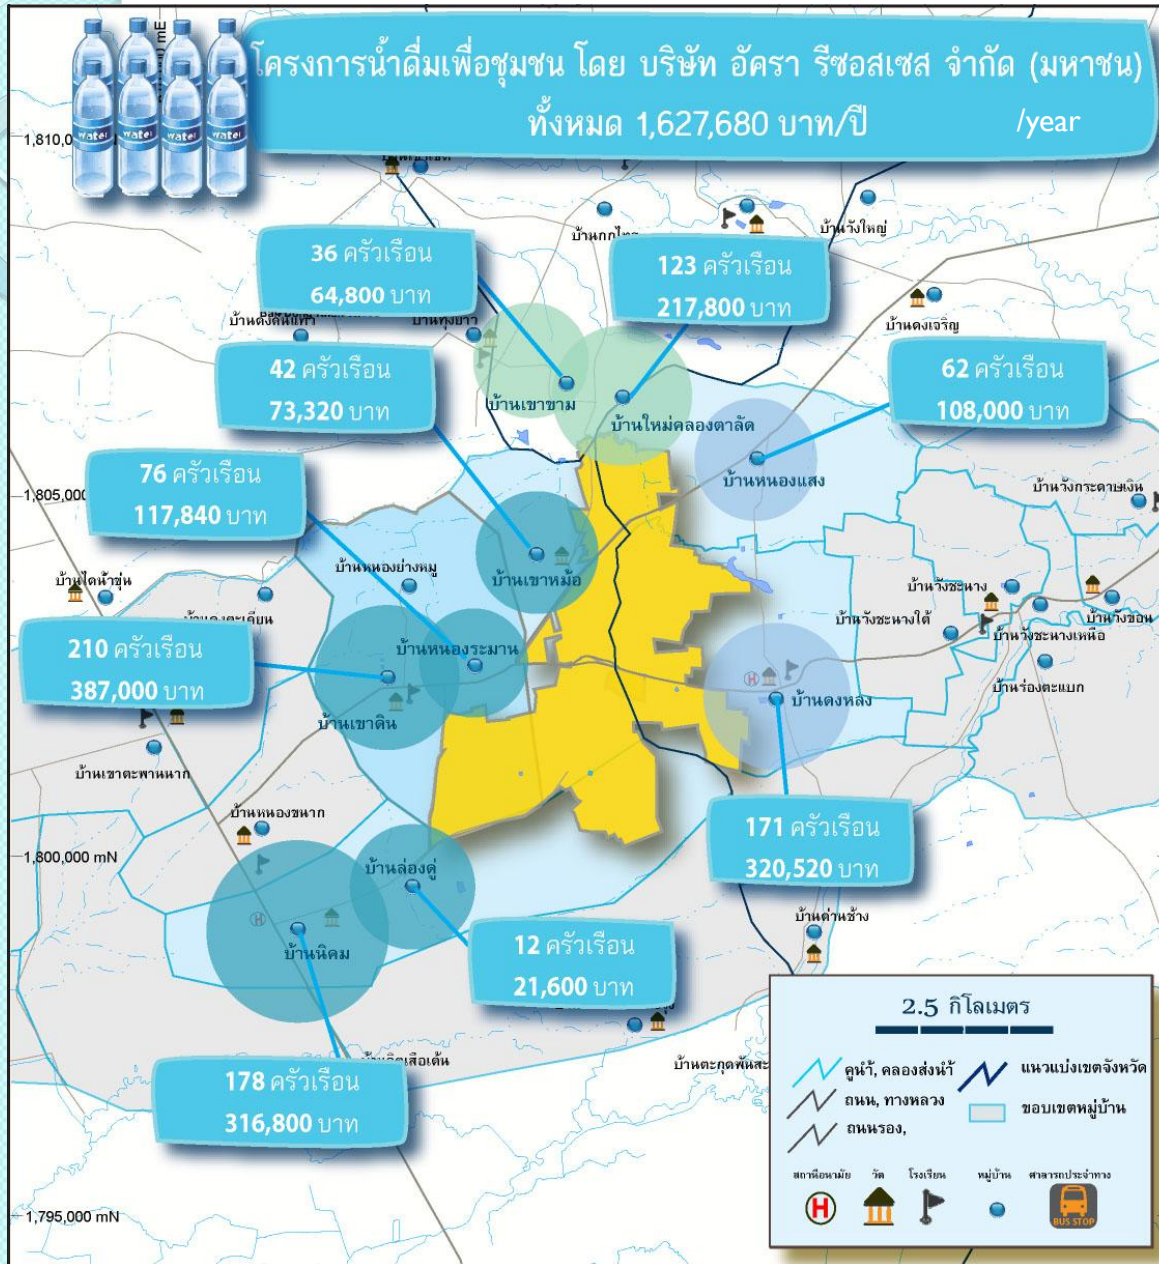 โครงการน้ำดื่มเพื่อชุมชน โดย บริษัท อัครา รีซอสเซส จำกัด (มหาชน)
ทั้งหมด 1,627,680 บาท/ปี /year
water water water water
mE
1,810,0
บ้านวังใหญ่
36 ครัวเรือน
64,800 บาท
123 ครัวเรือน
217,800 บาท
บ้านดงเจริญ
42 ครัวเรือน
73,320 บาท
62 ครัวเรือน
108,000 บาท
บ้านเขาขาม
บ้านใหม่คลองตาลัด
บ้านหนองแสง
76 ครัวเรือน
117,840 บาท
1,805,000
บ้านวังกระดาษเงิน
บ้านไดน้ำขุ่น
บ้านหนองย่างหมู
บ้านเขาหม้อ
บ้านวังชะนาง
บ้านวังชะนางใต้
บ้านวังชะนางเหนือ
บ้านวังขอน
210 ครัวเรือน
387,000 บาท
บ้านหนองระมาน
บ้านร่องตะแบก
บ้านเขาดิน
บ้านดงหลง
บ้านเขาตะพานนาก
บ้านหนองขนาก
171 ครัวเรือน
320,520 บาท
1,800,000 mN
บ้านล่องดู่
บ้านด่านช้าง
บ้านนิคม
12 ครัวเรือน
21,600 บาท
178 ครัวเรือน
316,800 บาท
2.5 กิโลเมตร
คูน้ำ, คลองส่งน้ำ
แนวแบ่งเขตจังหวัด
ถนน, ทางหลวง
ขอบเขตหมู่บ้าน
ถนนรอง,
สถานีอนามัย วัด โรงเรียน หมู่บ้าน ศาลารถประจำทาง
H
BUS STOP
1,795,000 mN